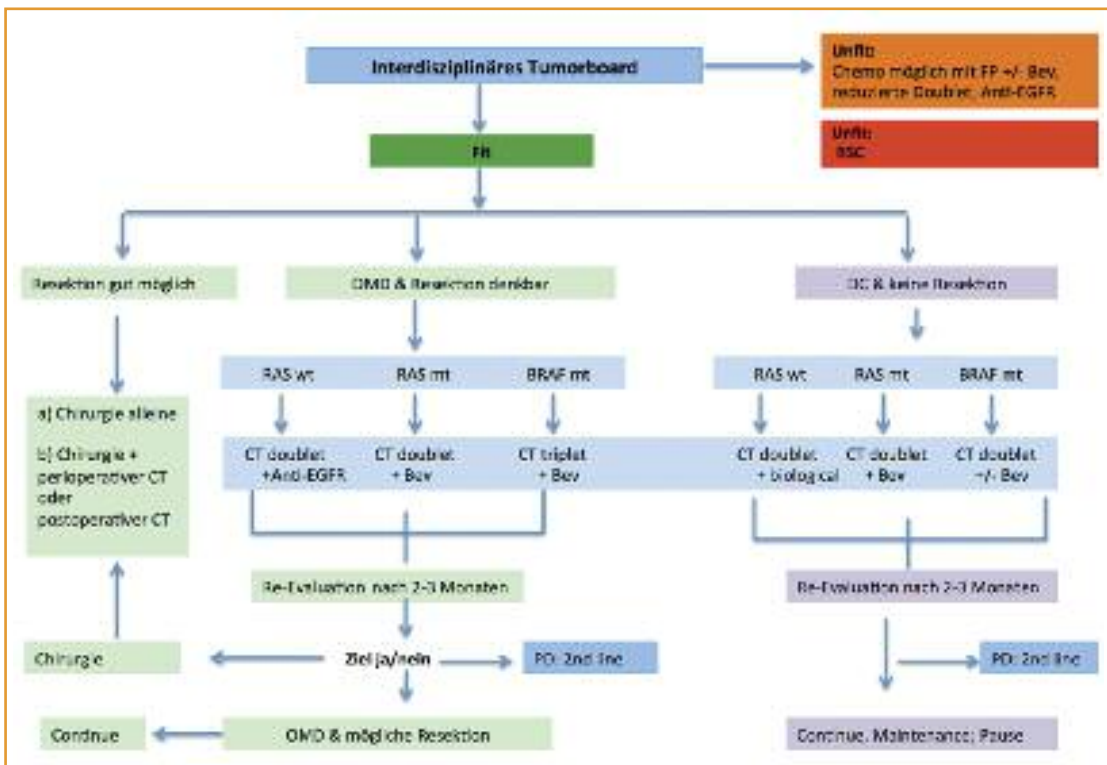 Interdisziplinäres Tumorboard
Unfit:
Chemo möglich mit FP +/- Bev,
reduzierte Doublet, Anti-EGFR
Fit
Unfit:
BSC
Resektion gut möglich
OMD & Resektion denkbar
DC & keine Resektion
RAS wt
RAS mt
BRAF mt
RAS wt
RAS mt
BRAF mt
a) Chirurgie alleine
b) Chirurgie +
perioperativer CT
oder
postoperativer CT
CT doublet
+Anti-EGFR
CT doublet
+ Bev
CT triplet
+ Bev
CT doublet
+ biological
CT doublet
+ Bev
CT doublet
+/- Bev
Re-Evaluation nach 2-3 Monaten
Re-Evaluation nach 2-3 Monaten
Chirurgie
Ziel ja/nein
PD: 2nd line
PD: 2nd line
Continue
OMD & mögliche Resektion
Continue, Maintenance; Pause